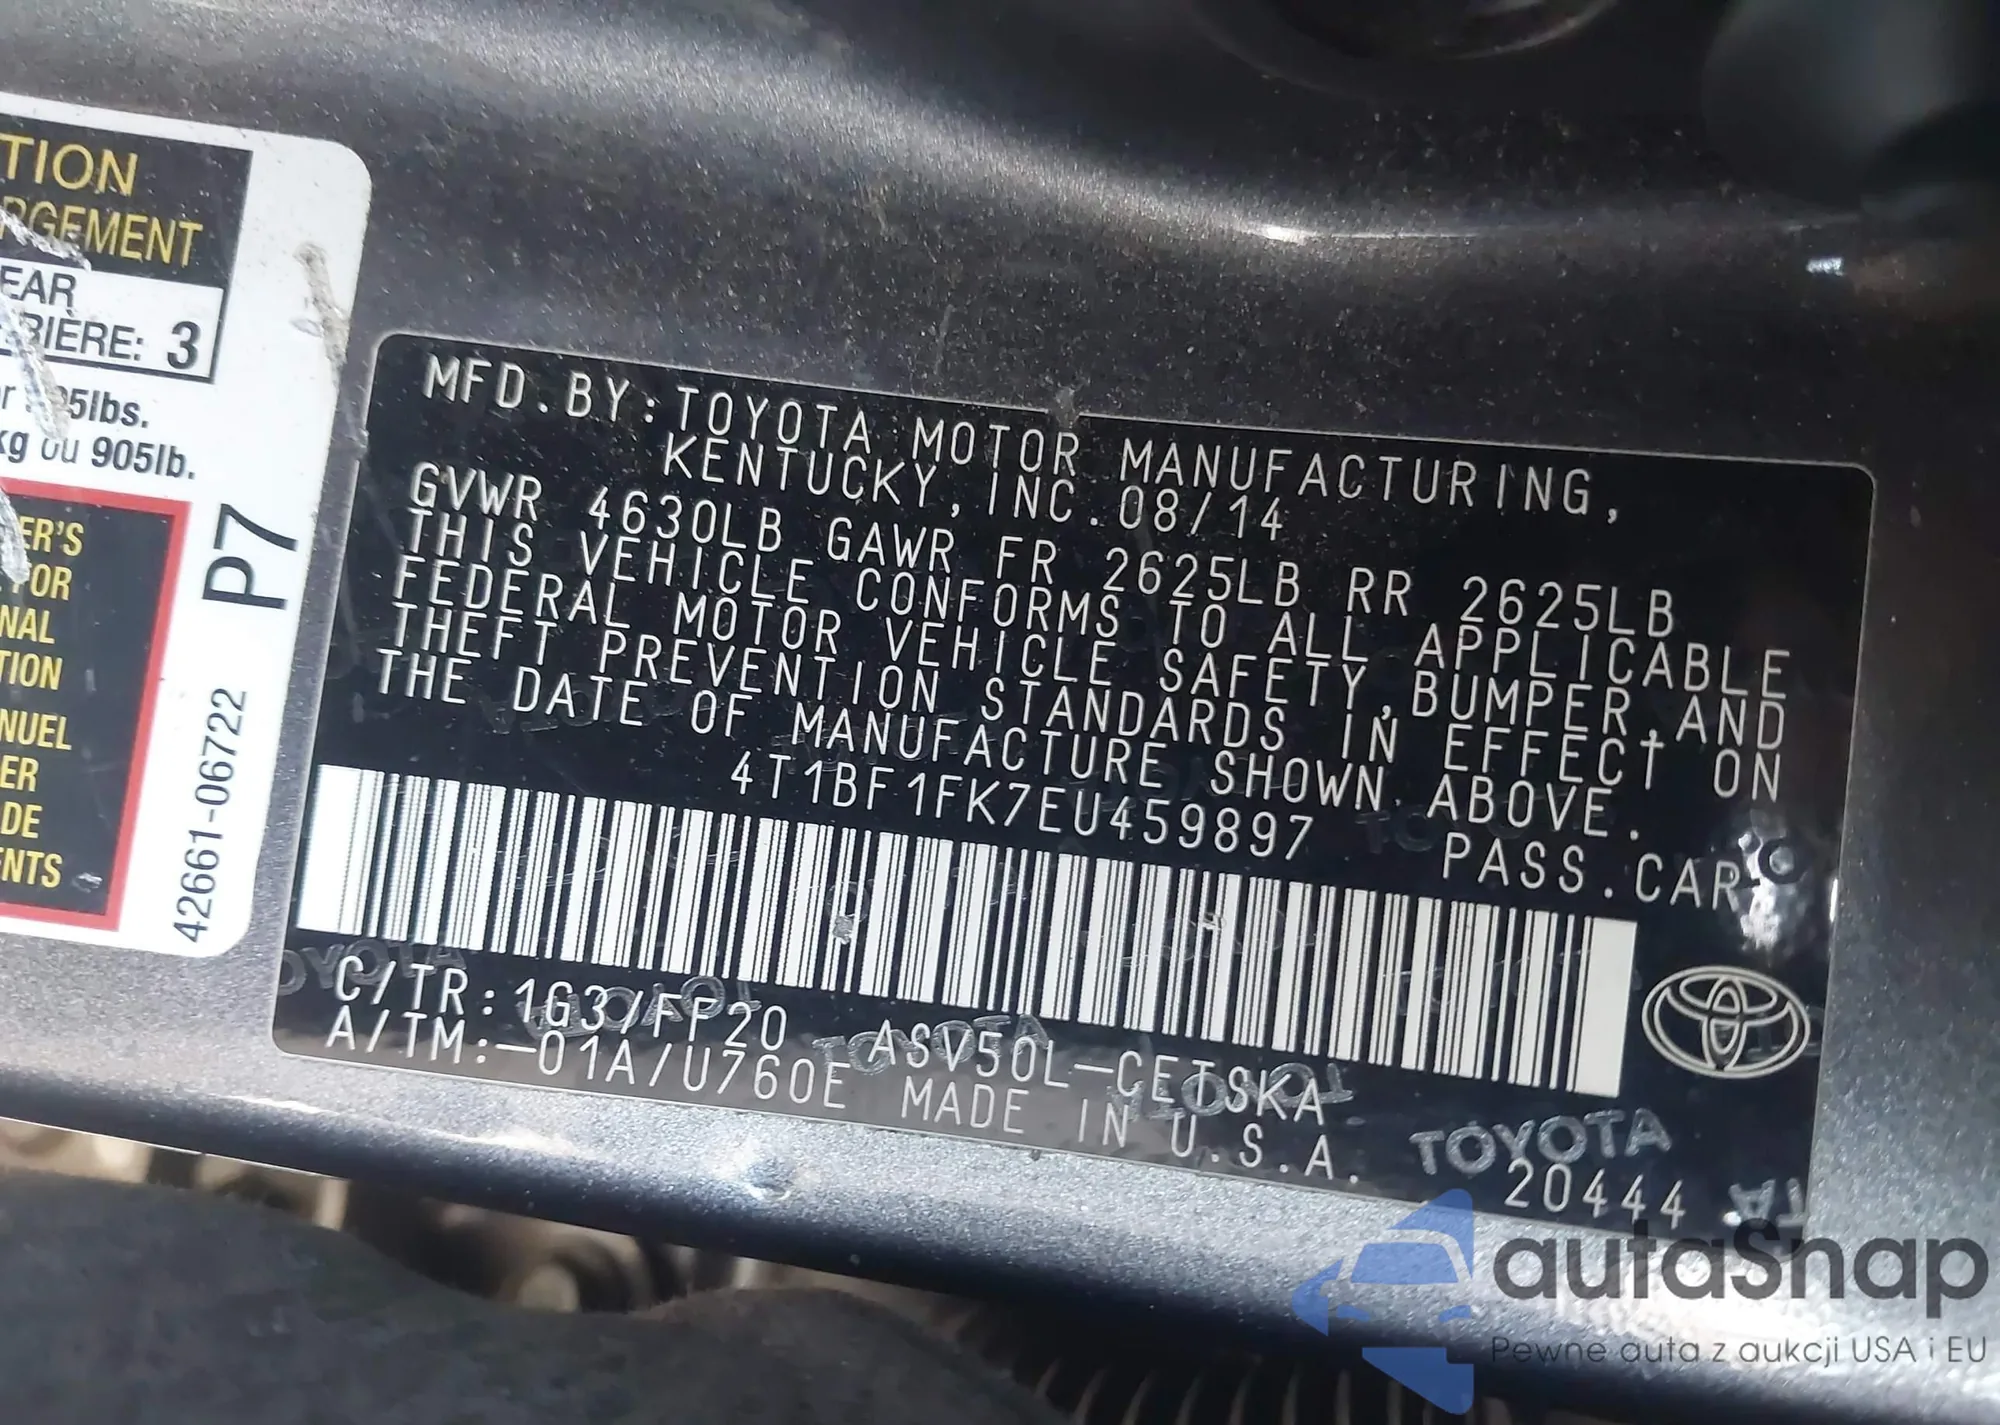 TION
RGEMENT
EAR
RIÈRE: 3
5lbs.
kg ou 905lb.
ER'S
FOR
NAL
TION
NUEL
ER
DE
ENTS
P7
42661-06722
MFD.BY:TOYOTA MOTOR MANUFACTURING,
KENTUCKY,INC.08/14
GVWR 4630LB GAWR FR 2625LB RR 2625LB
THIS VEHICLE CONFORMS TO ALL APPLICABLE
FEDERAL MOTOR VEHICLE SAFETY,BUMPER,AND
THEFT PREVENTION STANDARDS IN EFFECT ON
THE DATE OF MANUFACTURE SHOWN ABOVE.
4T1BF1FK7EU459897
PASS.CAR
C/TR:1G3/FF20 ASV50L-CETSKA
A/TM:-01A/U760E MADE IN U.S.A.
TOYOTA
20444
autaSnap
Pewne auta z aukcji USA i EU